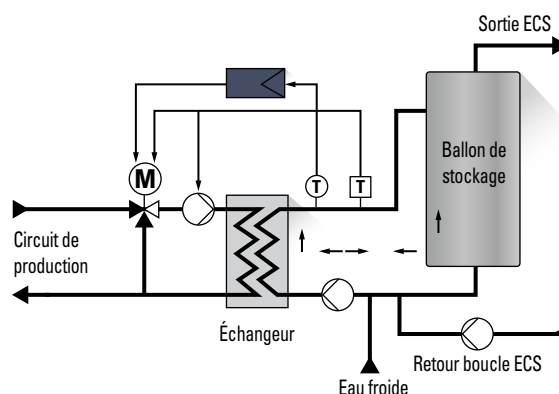 Sortie ECS
Ballon de
stockage
M
T
T
Circuit de
production
Échangeur
Retour boucle ECS
Eau froide